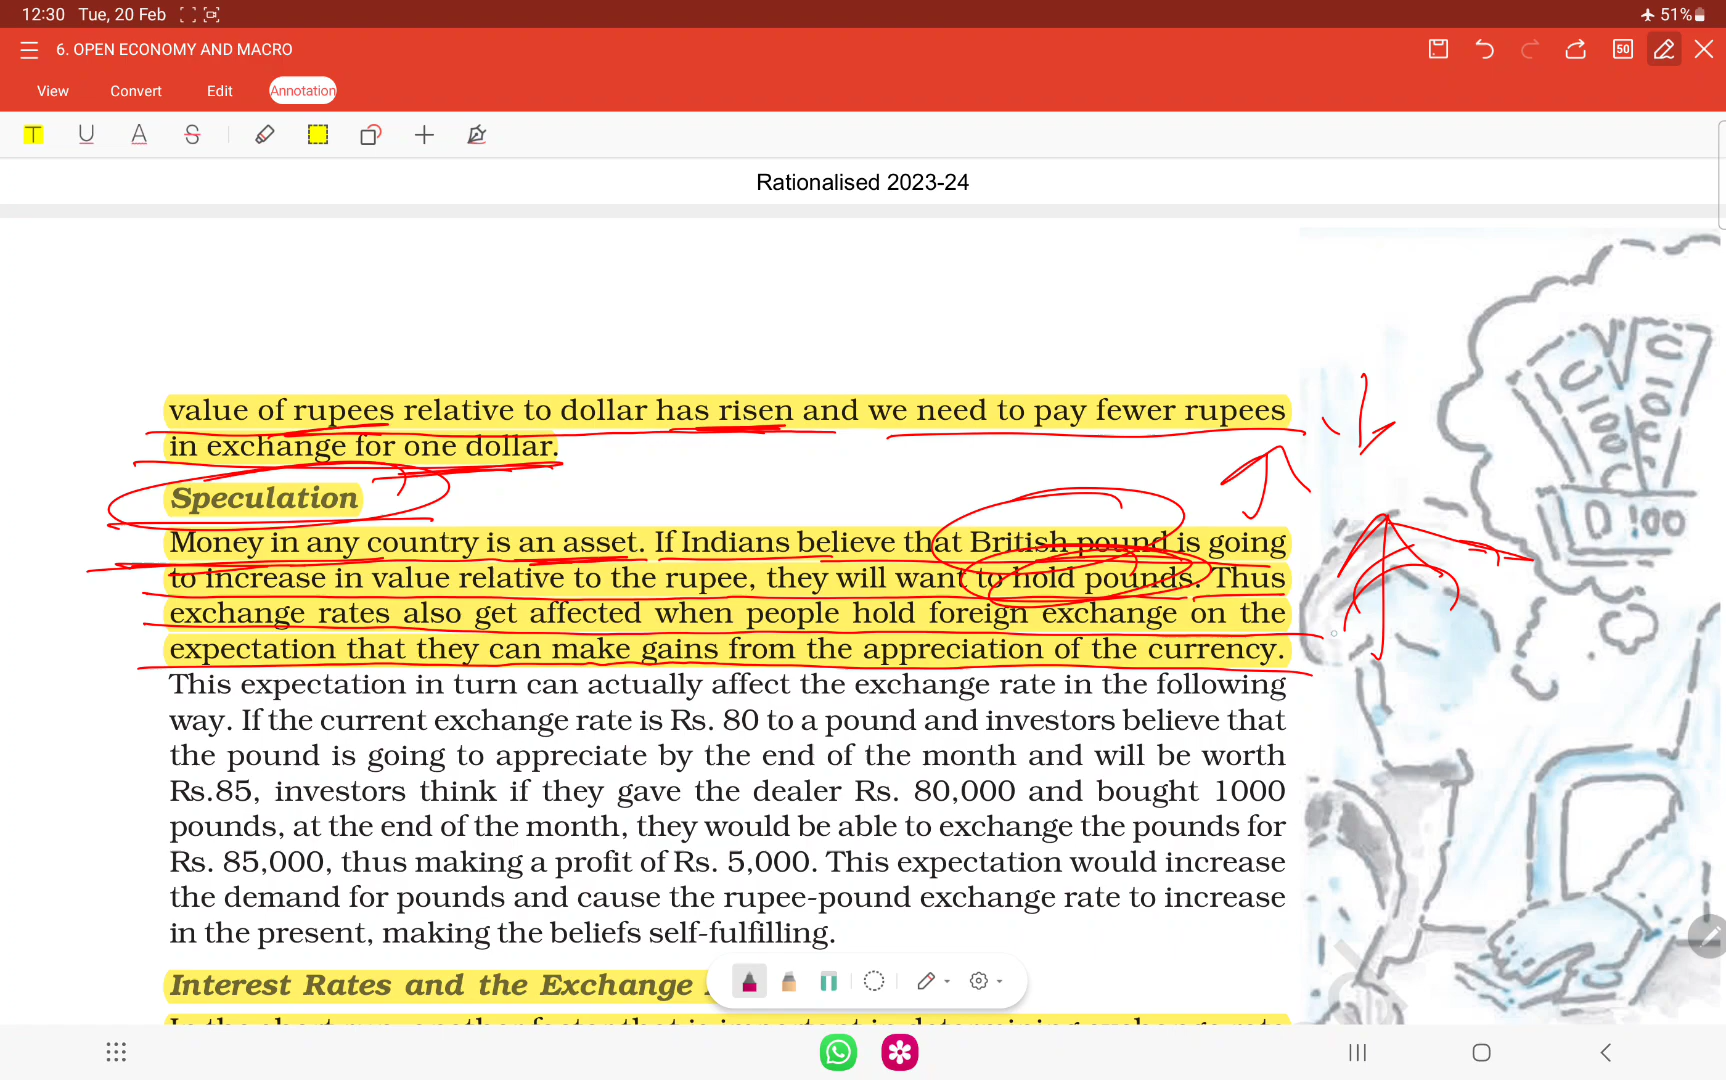 12:30 Tue, 20 Feb
51%
6. OPEN ECONOMY AND MACRO
50
View Convert Edit Annotation
T U A S
Rationalised 2023-24
value of rupees relative to dollar has risen and we need to pay fewer rupees
in exchange for one dollar.
Speculation
Money in any country is an asset. If Indians believe that British pound is going
to increase in value relative to the rupee, they will want to hold pounds. Thus
exchange rates also get affected when people hold foreign exchange on the
expectation that they can make gains from the appreciation of the currency.
This expectation in turn can actually affect the exchange rate in the following
way. If the current exchange rate is Rs. 80 to a pound and investors believe that
the pound is going to appreciate by the end of the month and will be worth
Rs.85, investors think if they gave the dealer Rs. 80,000 and bought 1000
pounds, at the end of the month, they would be able to exchange the pounds for
Rs. 85,000, thus making a profit of Rs. 5,000. This expectation would increase
the demand for pounds and cause the rupee-pound exchange rate to increase
in the present, making the beliefs self-fulfilling.
Interest Rates and the Exchange